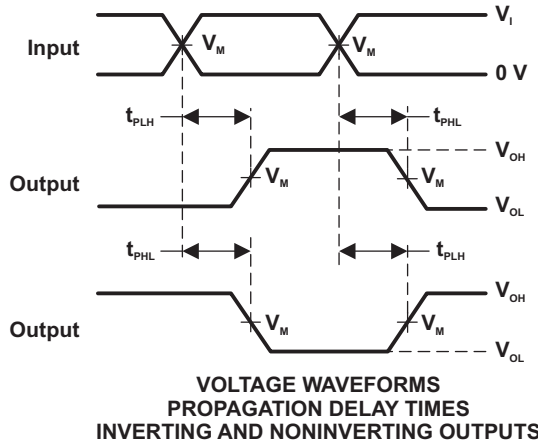 V_I
Input
V_M
V_M
0 V
t_PLH
t_PHL
V_OH
Output
V_M
V_M
V_OL
t_PHL
t_PLH
V_OH
Output
V_M
V_M
V_OL
VOLTAGE WAVEFORMS
PROPAGATION DELAY TIMES
INVERTING AND NONINVERTING OUTPUTS